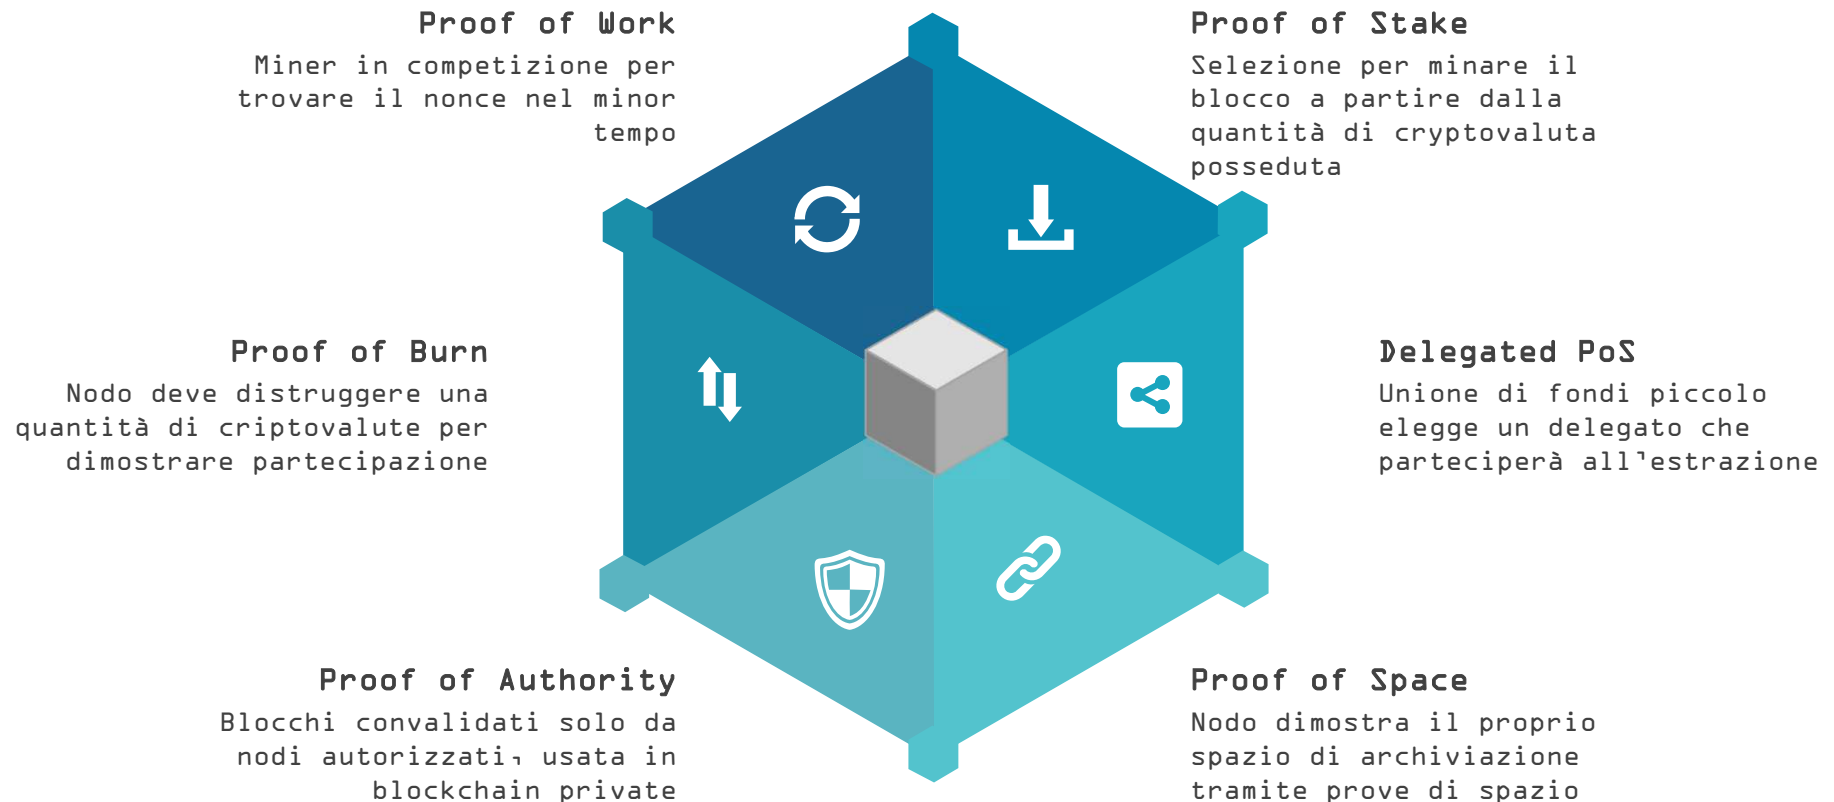 Proof of Work
Miner in competizione per
trovare il nonce nel minor
tempo
Proof of Stake
Selezione per minare il
blocco a partire dalla
quantità di cryptovaluta
posseduta
Proof of Burn
Nodo deve distruggere una
quantità di criptovalute per
dimostrare partecipazione
Delegated PoS
Unione di fondi piccolo
elegge un delegato che
parteciperà all'estrazione
Proof of Authority
Blocchi convalidati solo da
nodi autorizzati, usata in
blockchain private
Proof of Space
Nodo dimostra il proprio
spazio di archiviazione
tramite prove di spazio